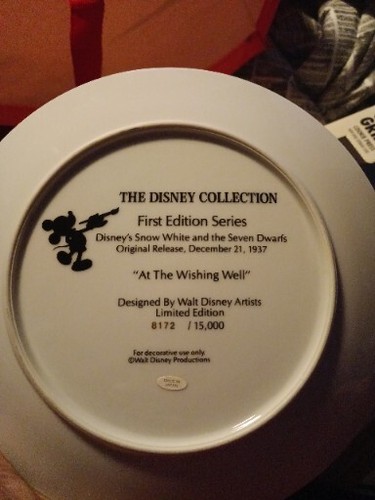 THE DISNEY COLLECTION
First Edition Series
Disney's Snow White and the Seven Dwarfs
Original Release, December 21, 1937
"At The Wishing Well"
Designed By Walt Disney Artists
Limited Edition
8172 / 15,000
For decorative use only.
©Walt Disney Productions